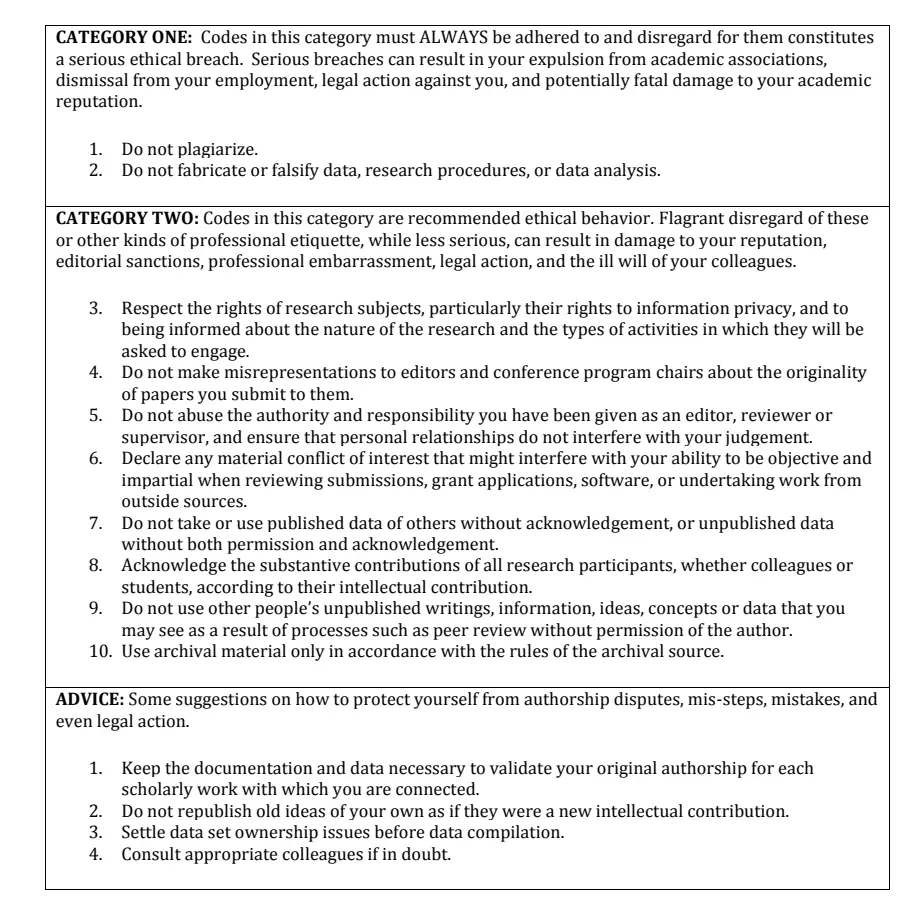 CATEGORY ONE: Codes in this category must ALWAYS be adhered to and disregard for them constitutes
a serious ethical breach. Serious breaches can result in your expulsion from academic associations,
dismissal from your employment, legal action against you, and potentially fatal damage to your academic
reputation.
1. Do not plagiarize.
2. Do not fabricate or falsify data, research procedures, or data analysis.
CATEGORY TWO: Codes in this category are recommended ethical behavior. Flagrant disregard of these
or other kinds of professional etiquette, while less serious, can result in damage to your reputation,
editorial sanctions, professional embarrassment, legal action, and the ill will of your colleagues.
3. Respect the rights of research subjects, particularly their rights to information privacy, and to
being informed about the nature of the research and the types of activities in which they will be
asked to engage.
4. Do not make misrepresentations to editors and conference program chairs about the originality
of papers you submit to them.
5. Do not abuse the authority and responsibility you have been given as an editor, reviewer or
supervisor, and ensure that personal relationships do not interfere with your judgement.
6. Declare any material conflict of interest that might interfere with your ability to be objective and
impartial when reviewing submissions, grant applications, software, or undertaking work from
outside sources.
7. Do not take or use published data of others without acknowledgement, or unpublished data
without both permission and acknowledgement.
8. Acknowledge the substantive contributions of all research participants, whether colleagues or
students, according to their intellectual contribution.
9. Do not use other people's unpublished writings, information, ideas, concepts or data that you
may see as a result of processes such as peer review without permission of the author.
10. Use archival material only in accordance with the rules of the archival source.
ADVICE: Some suggestions on how to protect yourself from authorship disputes, mis-steps, mistakes, and
even legal action.
1. Keep the documentation and data necessary to validate your original authorship for each
scholarly work with which you are connected.
2. Do not republish old ideas of your own as if they were a new intellectual contribution.
3. Settle data set ownership issues before data compilation.
4. Consult appropriate colleagues if in doubt.